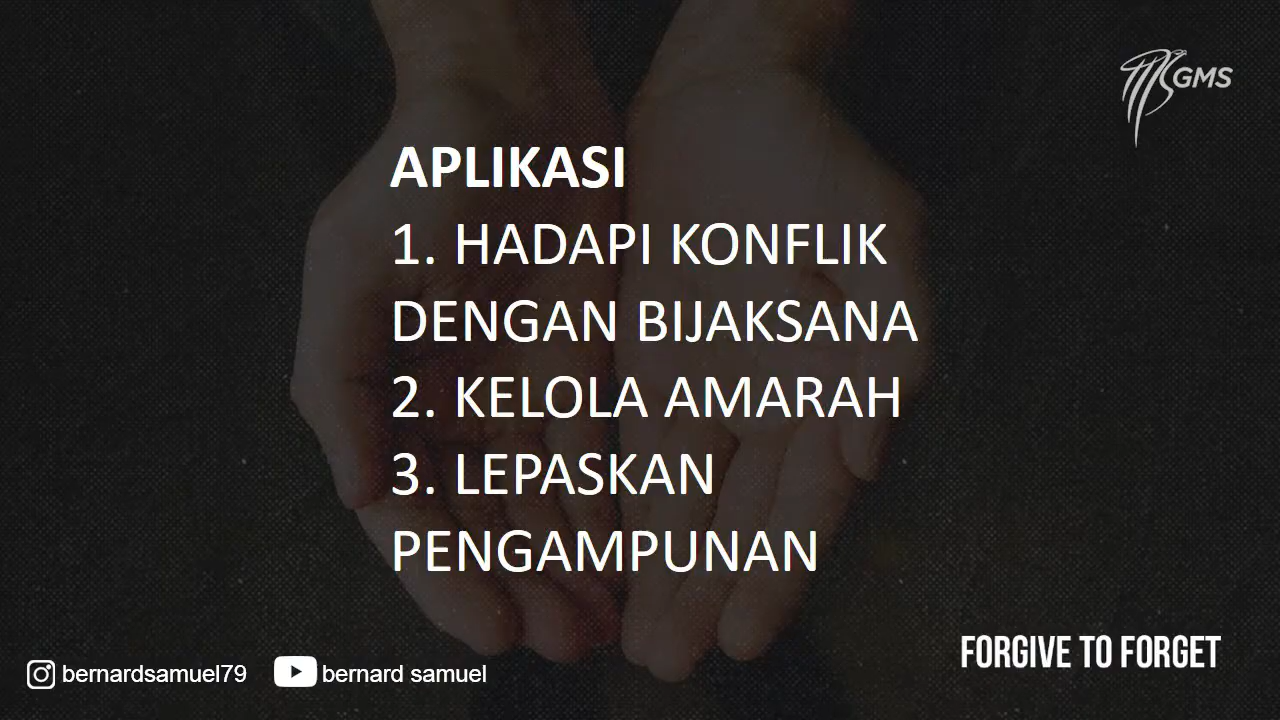 GMS
APLIKASI
1. HADAPI KONFLIK
DENGAN BIJAKSANA
2. KELOLA AMARAH
3. LEPASKAN
PENGAMPUNAN
FORGIVE TO FORGET
bernardsamuel79 bernard samuel